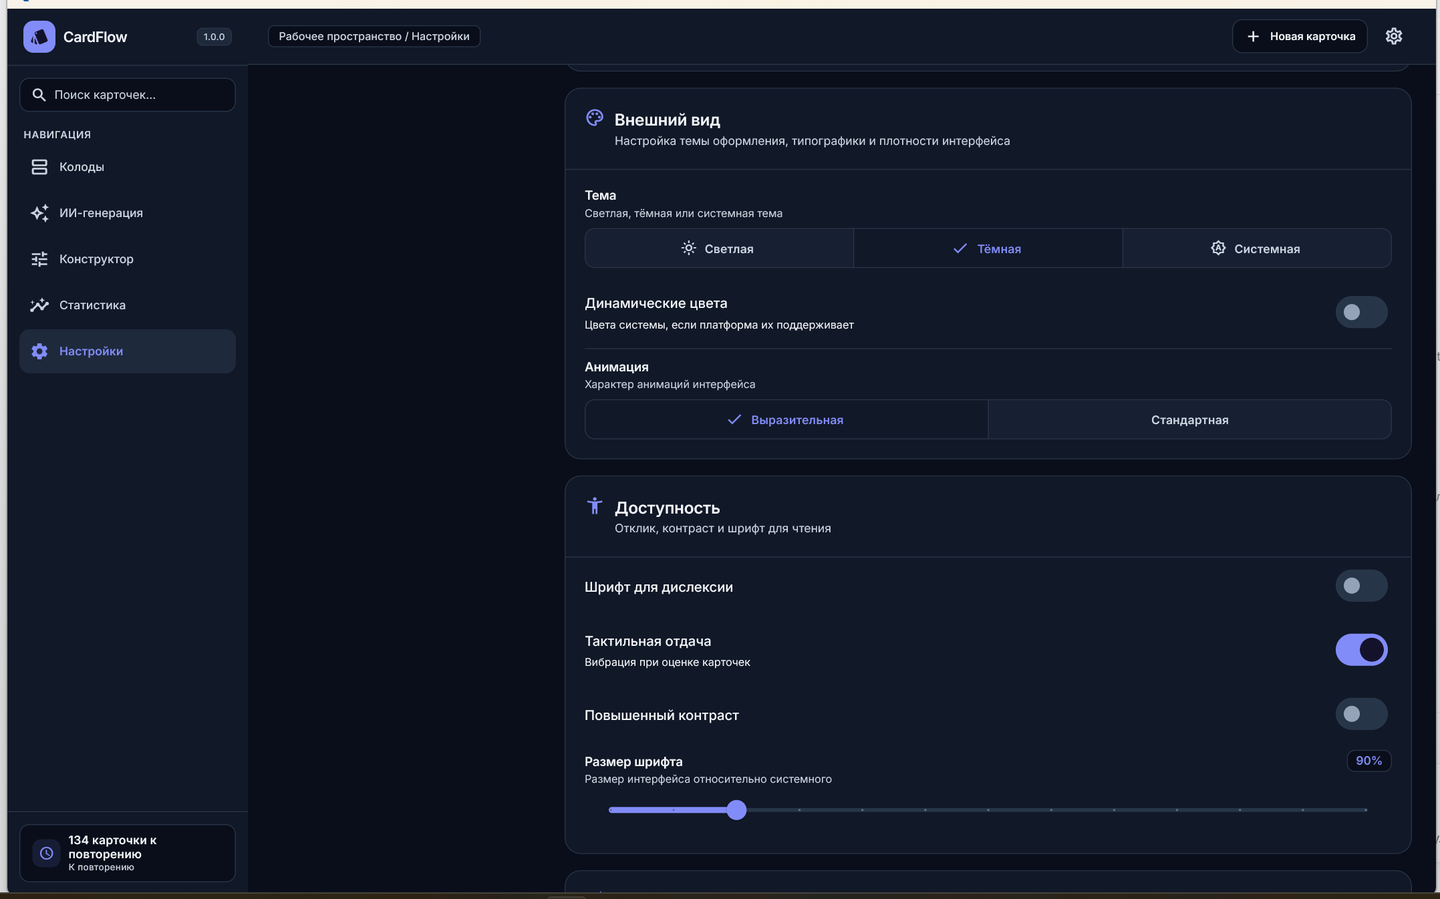 CardFlow
1.0.0
Рабочее пространство / Настройки
Новая карточка
Поиск карточек...
НАВИГАЦИЯ
Колоды
ИИ-генерация
Конструктор
Статистика
Настройки
134 карточки к
повторению
К повторению
Внешний вид
Настройка темы оформления, типографики и плотности интерфейса
Тема
Светлая, тёмная или системная тема
Светлая
Тёмная
Системная
Динамические цвета
Цвета системы, если платформа их поддерживает
Анимация
Характер анимаций интерфейса
Выразительная
Стандартная
Доступность
Отклик, контраст и шрифт для чтения
Шрифт для дислексии
Тактильная отдача
Вибрация при оценке карточек
Повышенный контраст
Размер шрифта
90%
Размер интерфейса относительно системного